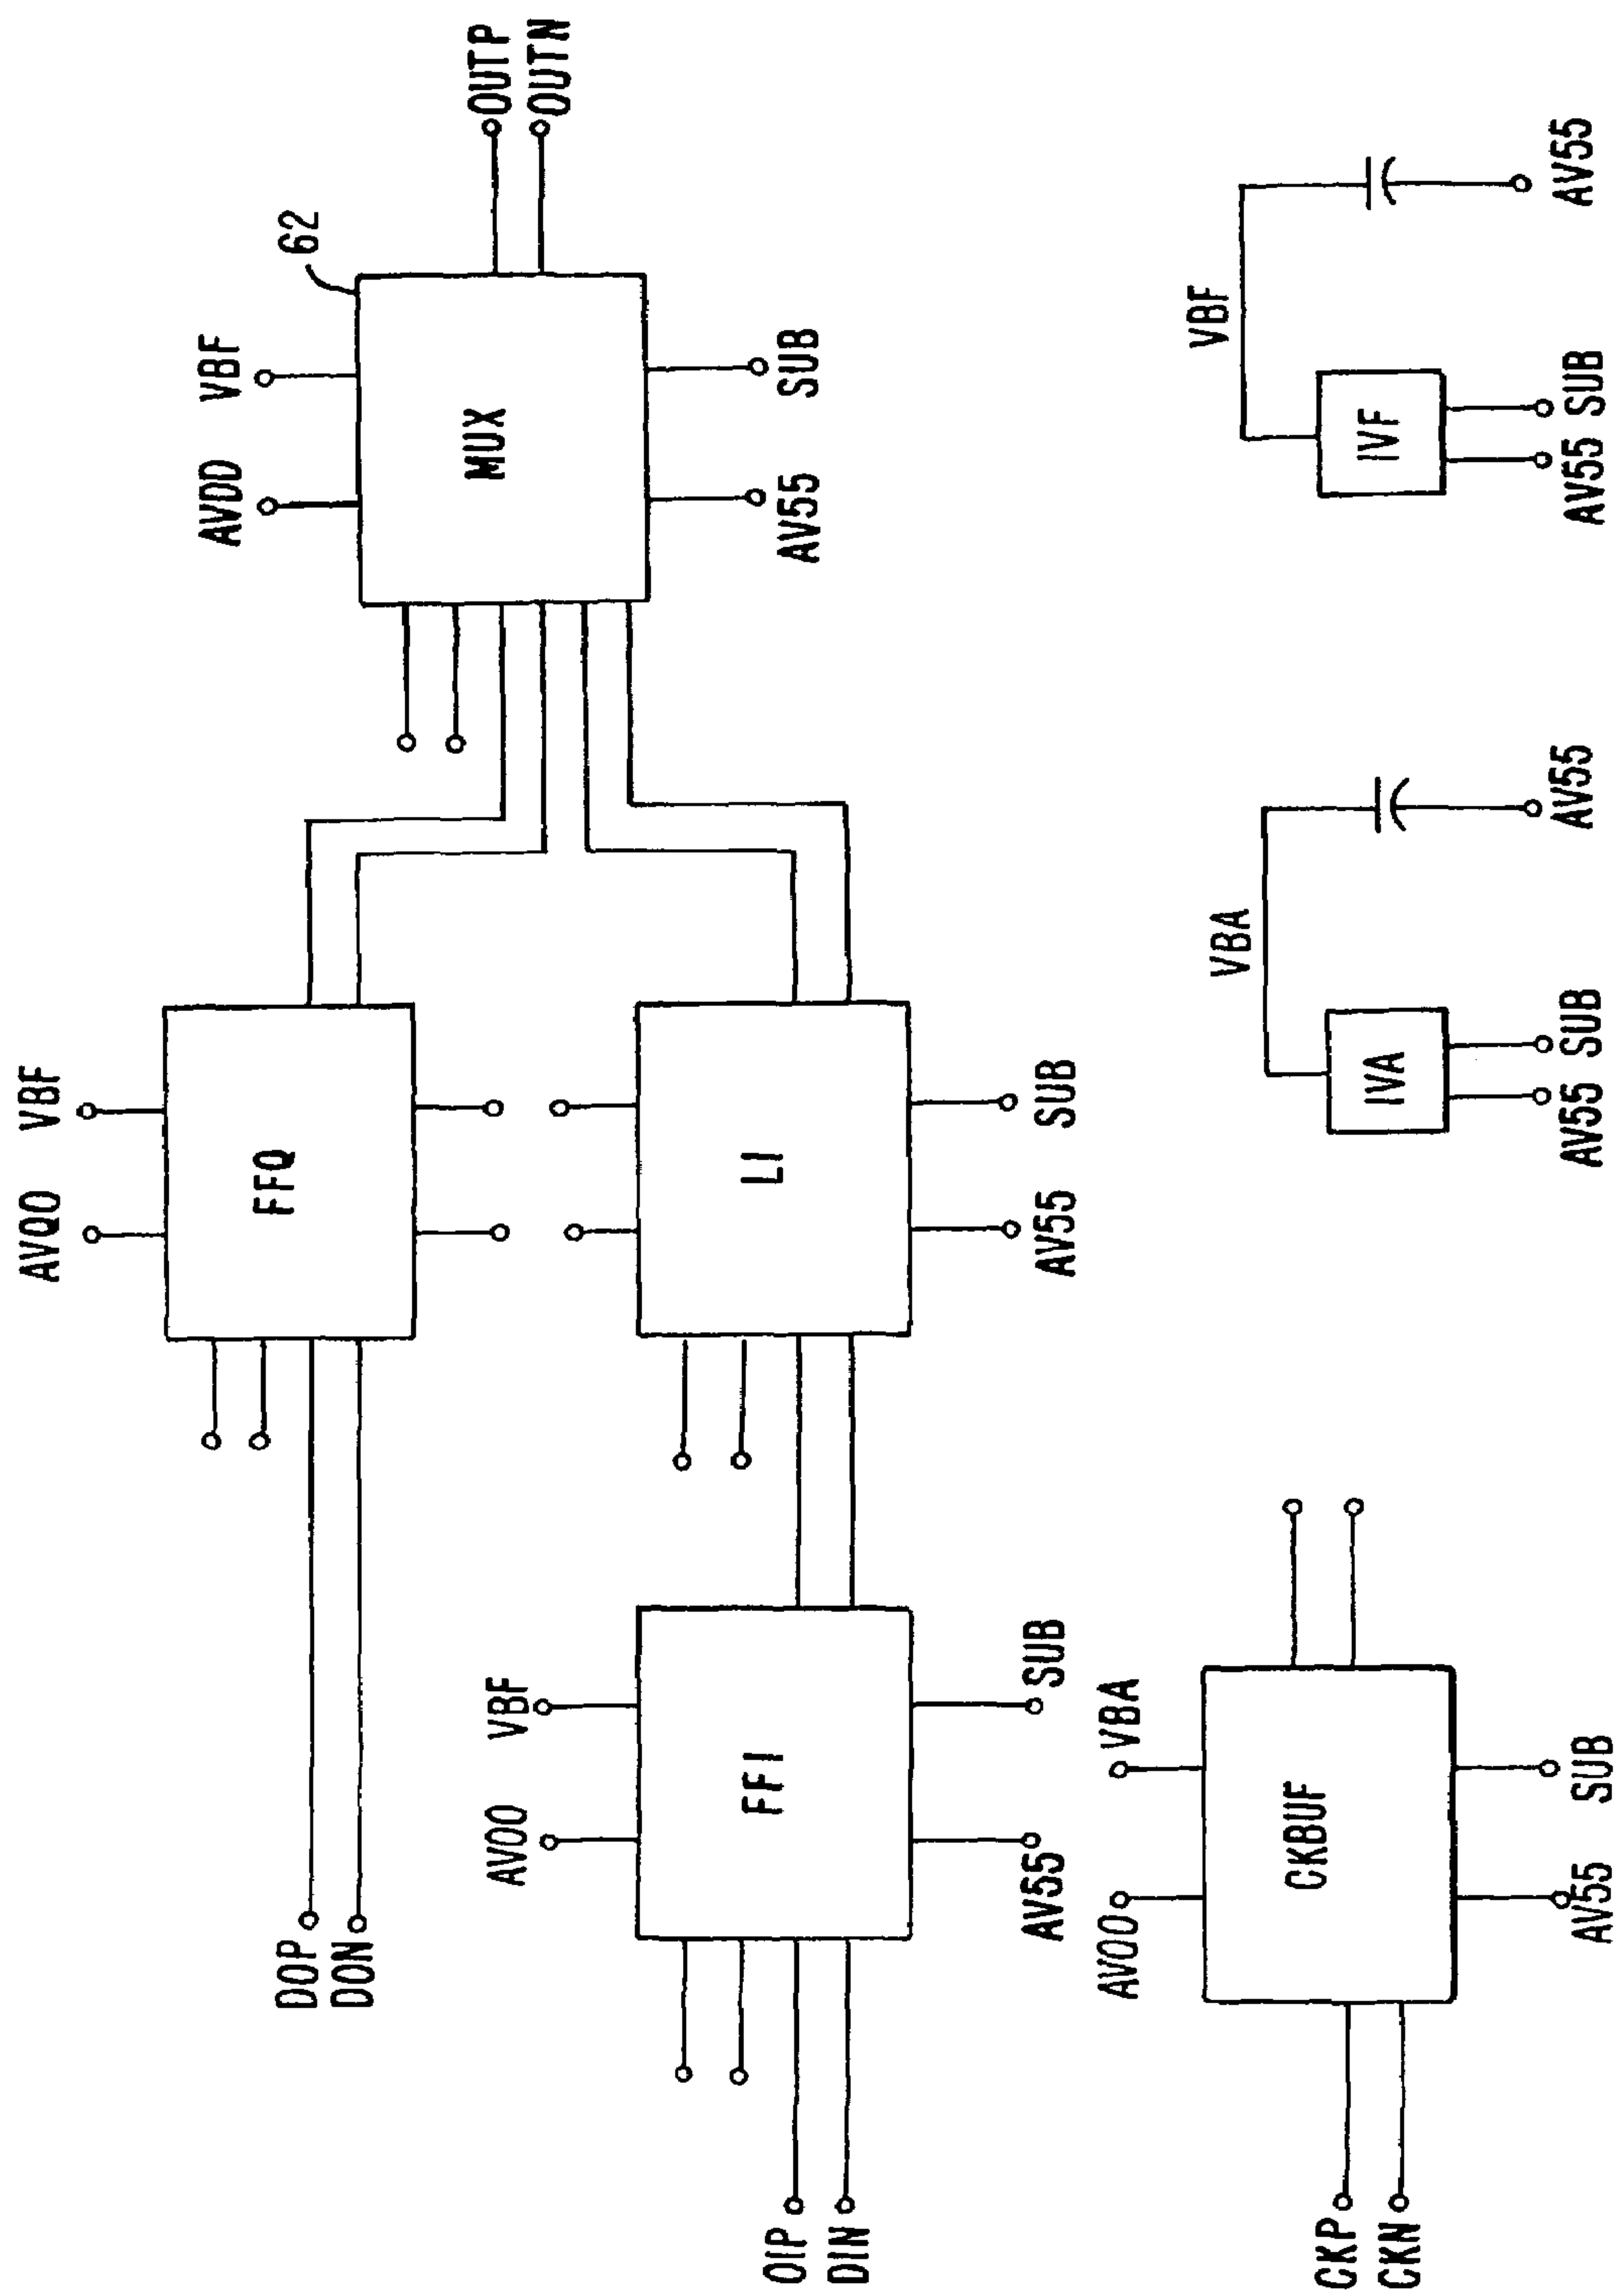 AVQO
VBF
FFQ
DOP
DON
AVDD
VBF
62
MUX
OUTP
OUTN
AV55
SUB
AVOO
VBF
FFI
OIP
DIN
AV55
SUB
LI
AV55
SUB
AVOO
VBA
CKBUF
CKP
CKN
AV55
SUB
VBA
IVA
AV55
SUB
AV55
VBF
IVF
AV55
SUB
AV55